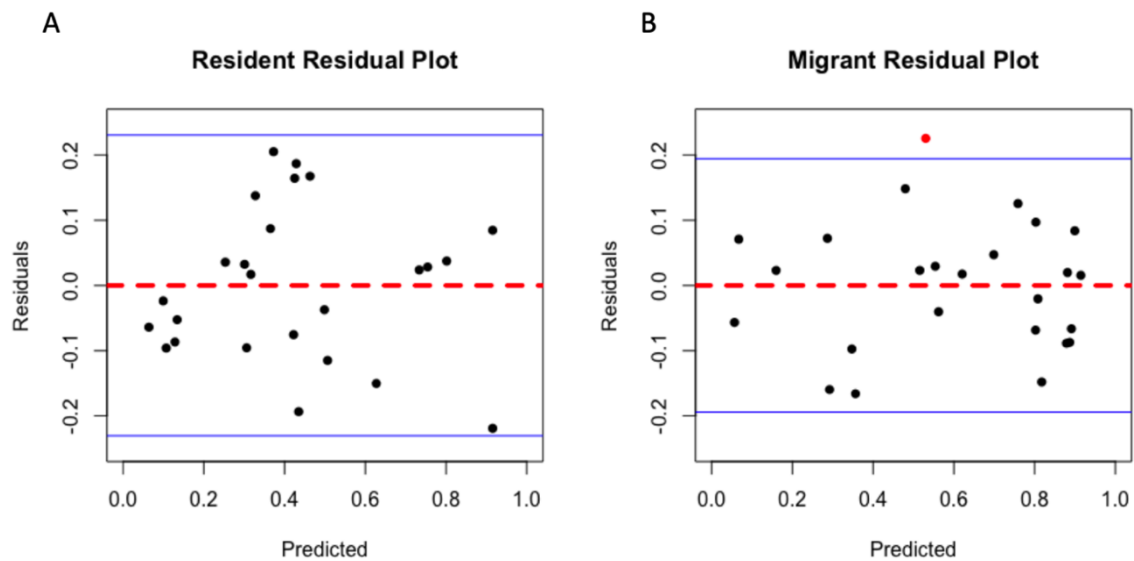 A
Resident Residual Plot
Residuals
0.2
0.1
0.0
-0.1
-0.2
0.0 0.2 0.4 0.6 0.8 1.0
Predicted
B
Migrant Residual Plot
Residuals
0.2
0.1
0.0
-0.1
-0.2
0.0 0.2 0.4 0.6 0.8 1.0
Predicted